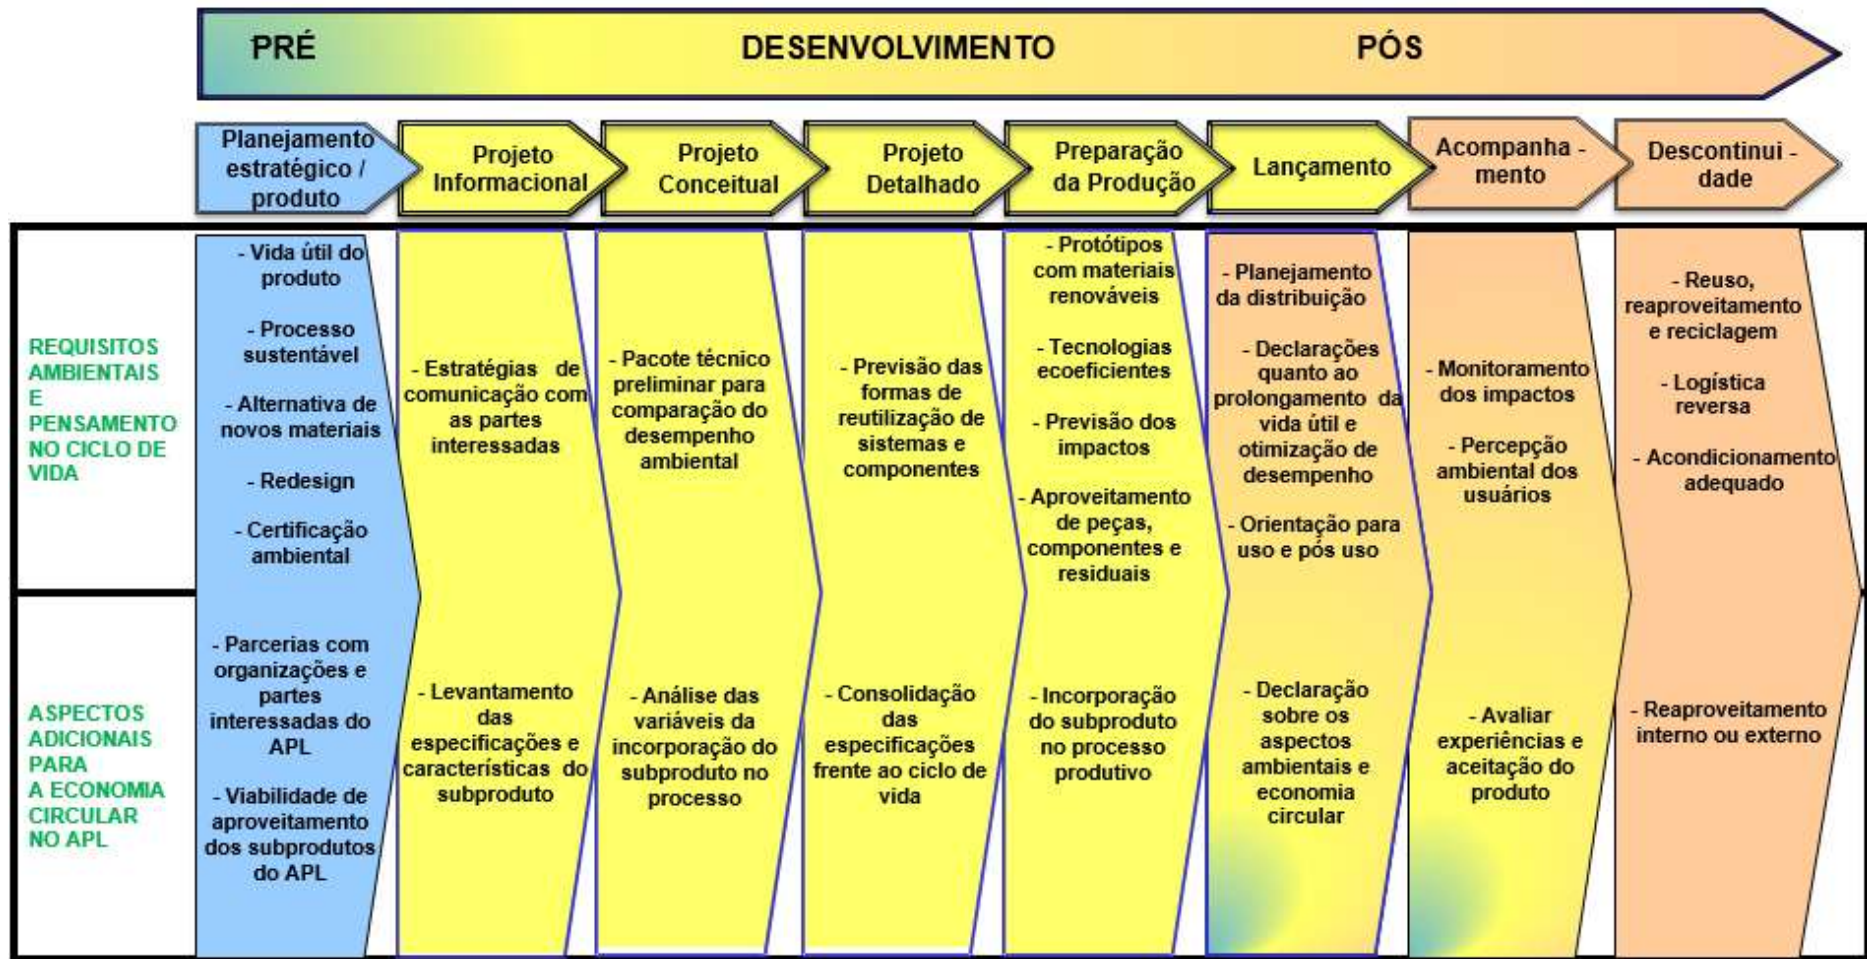 PRÉ
DESENVOLVIMENTO
PÓS
Planejamento
estratégico /
produto
Projeto
Informacional
Projeto
Conceitual
Projeto
Detalhado
Preparação
da Produção
Lançamento
Acompanha -
mento
Descontinui -
dade
REQUISITOS
AMBIENTAIS
E
PENSAMENTO
NO CICLO DE
VIDA
- Vida útil do
produto
- Processo
sustentável
- Alternativa de
novos materiais
- Redesign
- Certificação
ambiental
- Estratégias de
comunicação com
as partes
interessadas
- Pacote técnico
preliminar para
comparação do
desempenho
ambiental
- Previsão das
formas de
reutilização de
sistemas e
componentes
- Protótipos
com materiais
renováveis
- Tecnologias
ecoeficientes
- Previsão dos
impactos
- Aproveitamento
de peças,
componentes e
residuais
- Planejamento
da distribuição
- Declarações
quanto ao
prolongamento da
vida útil e
otimização de
desempenho
- Orientação para
uso e pós uso
- Monitoramento
dos impactos
- Percepção
ambiental dos
usuários
- Reuso,
reaproveitamento
e reciclagem
- Logística
reversa
- Acondicionamento
adequado
ASPECTOS
ADICIONAIS
PARA
A ECONOMIA
CIRCULAR
NO APL
- Parcerias com
organizações e
partes
interessadas do
APL
- Viabilidade de
aproveitamento
dos subprodutos
do APL
- Levantamento
das
especificações e
características do
subproduto
- Análise das
variáveis da
incorporação do
subproduto no
processo
- Consolidação
das
especificações
frente ao ciclo de
vida
- Incorporação
do subproduto
no processo
produtivo
- Declaração
sobre os
aspectos
ambientais e
economia
circular
- Avaliar
experiências e
aceitação do
produto
- Reaproveitamento
interno ou externo